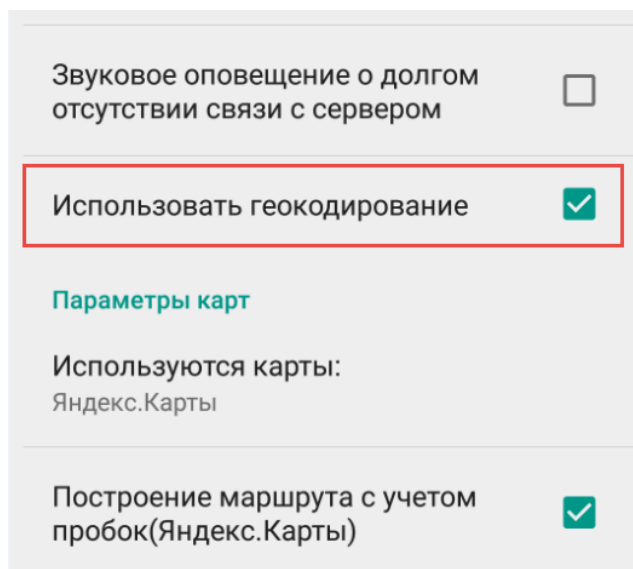 Звуковое оповещение о долгом
отсутствии связи с сервером
Использовать геокодирование
Параметры карт
Используются карты:
Яндекс.Карты
Построение маршрута с учетом
пробок(Яндекс.Карты)